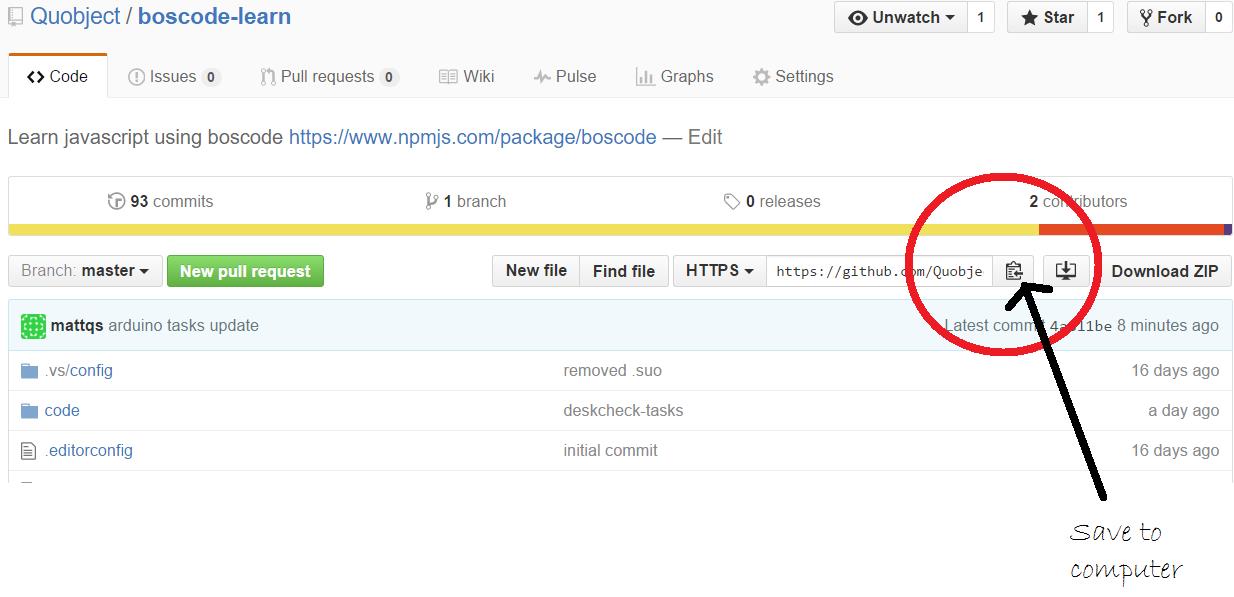 Quobject / boscode-learn
Unwatch 1 Star 1 Fork 0
Code Issues 0 Pull requests 0 Wiki Pulse Graphs Settings
Learn javascript using boscode https://www.npmjs.com/package/boscode — Edit
93 commits 1 branch 0 releases 2 contributors
Branch: master New pull request New file Find file HTTPS https://github.com/Quobje Download ZIP
mattqs arduino tasks update Latest commit 8 minutes ago
.vs/config removed .suo 16 days ago
code deskcheck-tasks a day ago
.editorconfig initial commit 16 days ago
Save to
computer